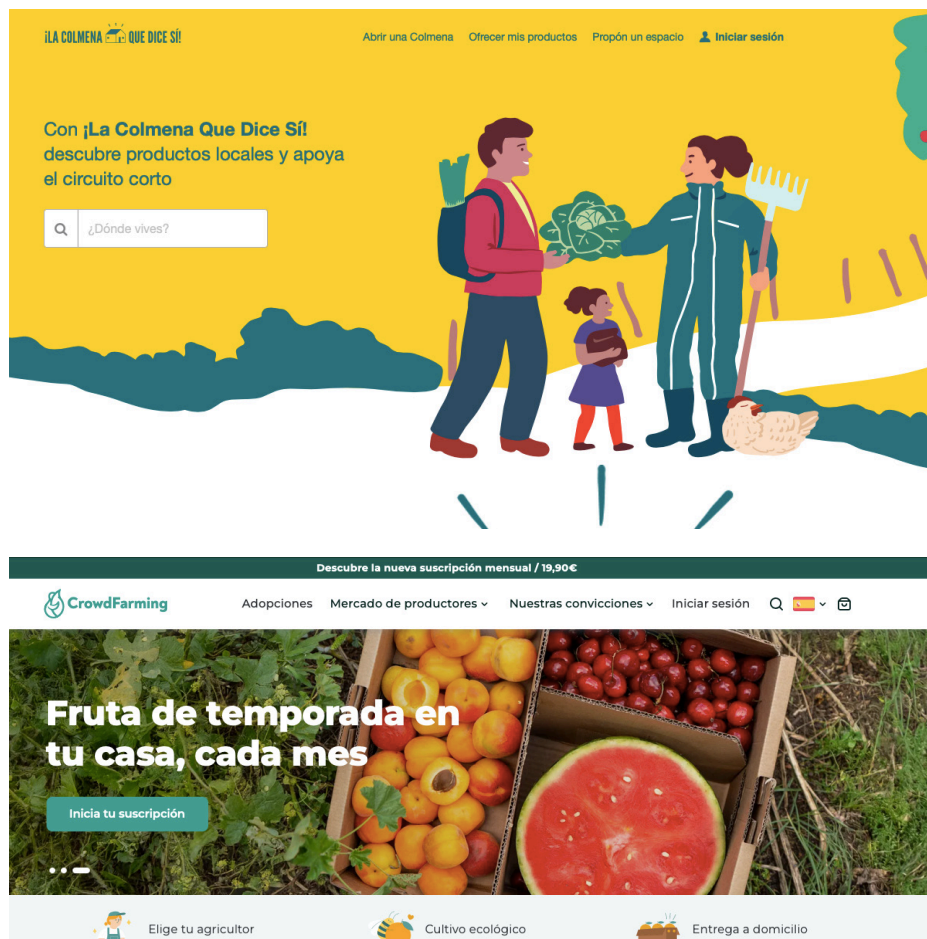 ¡LA COLMENA QUE DICE SÍ!
Abrir una Colmena Ofrecer mis productos Propón un espacio Iniciar sesión
Con ¡La Colmena Que Dice Sí!
descubre productos locales y apoya
el circuito corto
¿Dónde vives?
Descubre la nueva suscripción mensual / 19,90€
CrowdFarming
Adopciones Mercado de productores Nuestras convicciones Iniciar sesión
Fruta de temporada en
tu casa, cada mes
Inicia tu suscripción
Elige tu agricultor Cultivo ecológico Entrega a domicilio